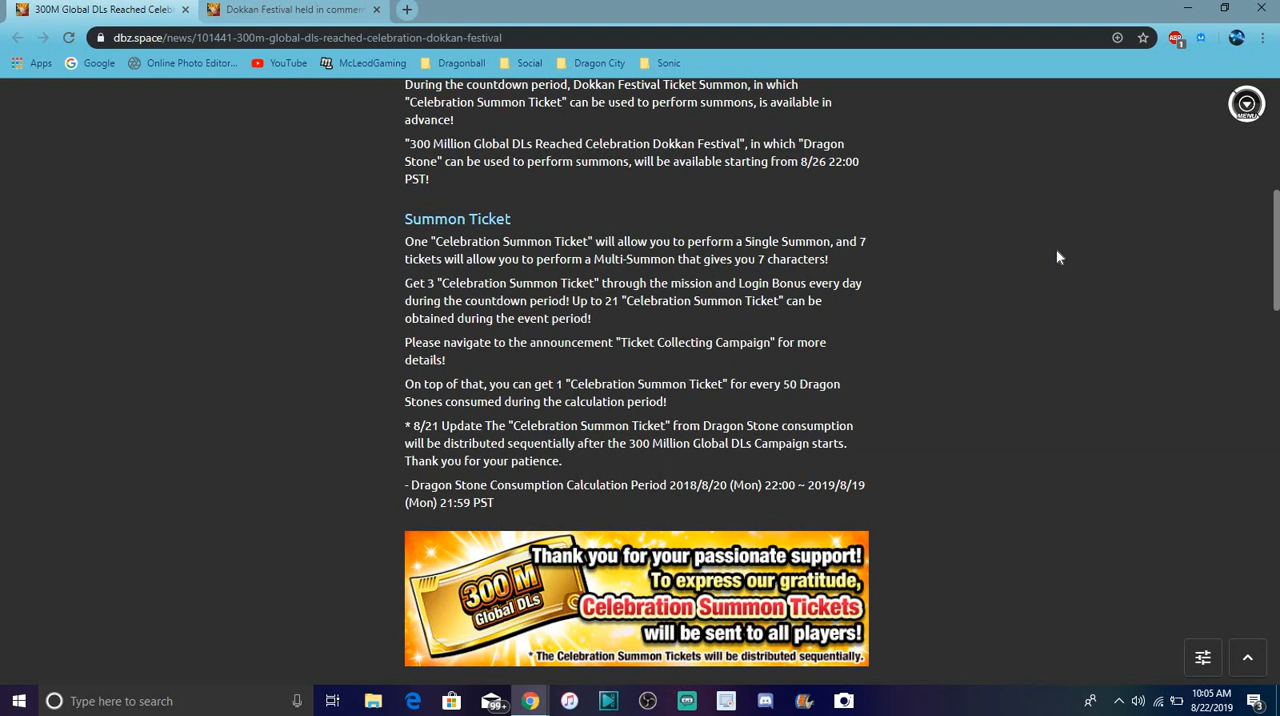 300M Global DLs Reached Celeb
Dokkan Festival held in commem
dbz.space/news/101441-300m-global-dls-reached-celebration-dokkan-festival
Apps
Google
Online Photo Editor...
YouTube
McLeodGaming
Dragonball
Social
Dragon City
Sonic
During the countdown period, Dokkan Festival Ticket Summon, in which
"Celebration Summon Ticket" can be used to perform summons, is available in
advance!
"300 Million Global DLs Reached Celebration Dokkan Festival", in which "Dragon
Stone" can be used to perform summons, will be available starting from 8/26 22:00
PST!
MENU
Summon Ticket
One "Celebration Summon Ticket" will allow you to perform a Single Summon, and 7
tickets will allow you to perform a Multi-Summon that gives you 7 characters!
Get 3 "Celebration Summon Ticket" through the mission and Login Bonus every day
during the countdown period! Up to 21 "Celebration Summon Ticket" can be
obtained during the event period!
Please navigate to the announcement "Ticket Collecting Campaign" for more
details!
On top of that, you can get 1 "Celebration Summon Ticket" for every 50 Dragon
Stones consumed during the calculation period!
* 8/21 Update The "Celebration Summon Ticket" from Dragon Stone consumption
will be distributed sequentially after the 300 Million Global DLs Campaign starts.
Thank you for your patience.
- Dragon Stone Consumption Calculation Period 2018/8/20 (Mon) 22:00 ~ 2019/8/19
(Mon) 21:59 PST
300 M
Global DLs
Thank you for your passionate support!
To express our gratitude,
Celebration Summon Tickets
will be sent to all players!
* The Celebration Summon Tickets will be distributed sequentially.
Type here to search
99+
10:05 AM
8/22/2019
3